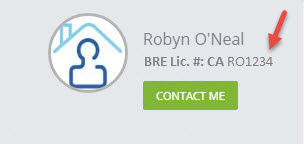 Robyn O'Neal
BRE Lic. #: CA RO1234
CONTACT ME